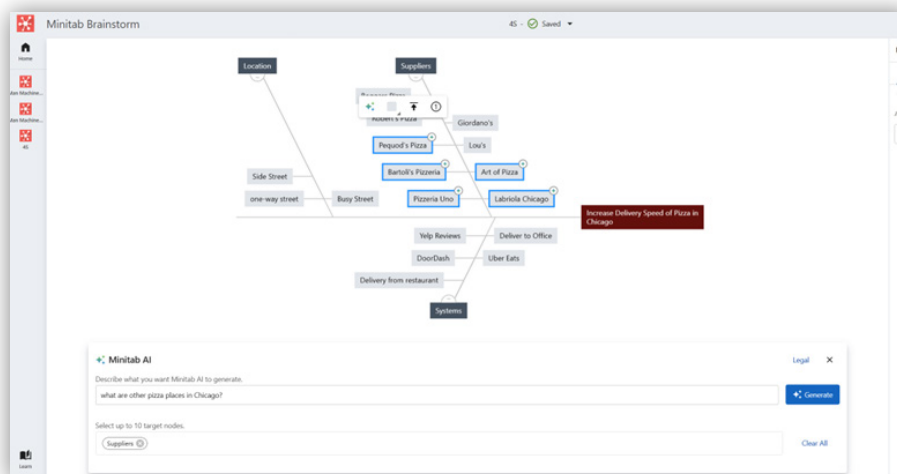 Minitab Brainstorm
4S - Saved
Home
4S
Learn
Location
Suppliers
Robert's Pizza
Giordano's
Pequod's Pizza
Lou's
Bartoli's Pizzeria
Art of Pizza
Pizzeria Uno
Labriola Chicago
Side Street
one-way street
Busy Street
Increase Delivery Speed of Pizza in
Chicago
Yelp Reviews
Deliver to Office
DoorDash
Uber Eats
Delivery from restaurant
Systems
Minitab AI
Legal
Describe what you want Minitab AI to generate.
what are other pizza places in Chicago?
Generate
Select up to 10 target nodes.
Suppliers
Clear All